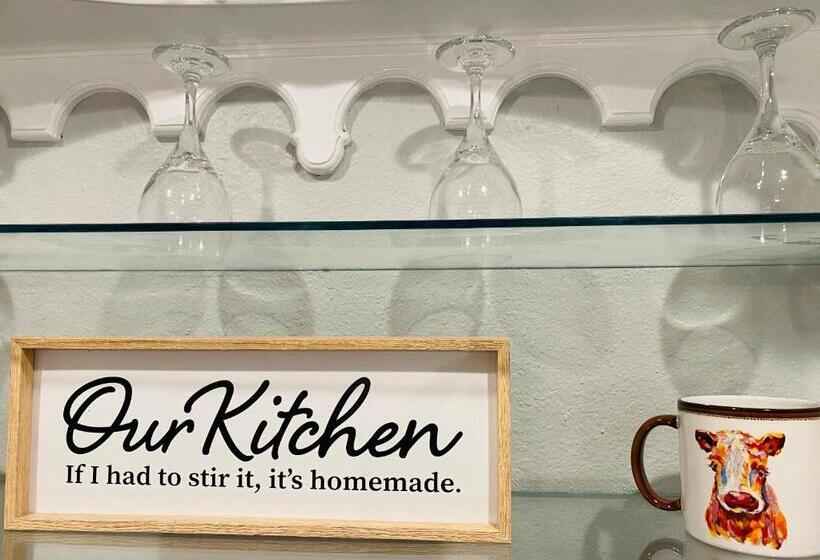 Our Kitchen
If I had to stir it, it's homemade.